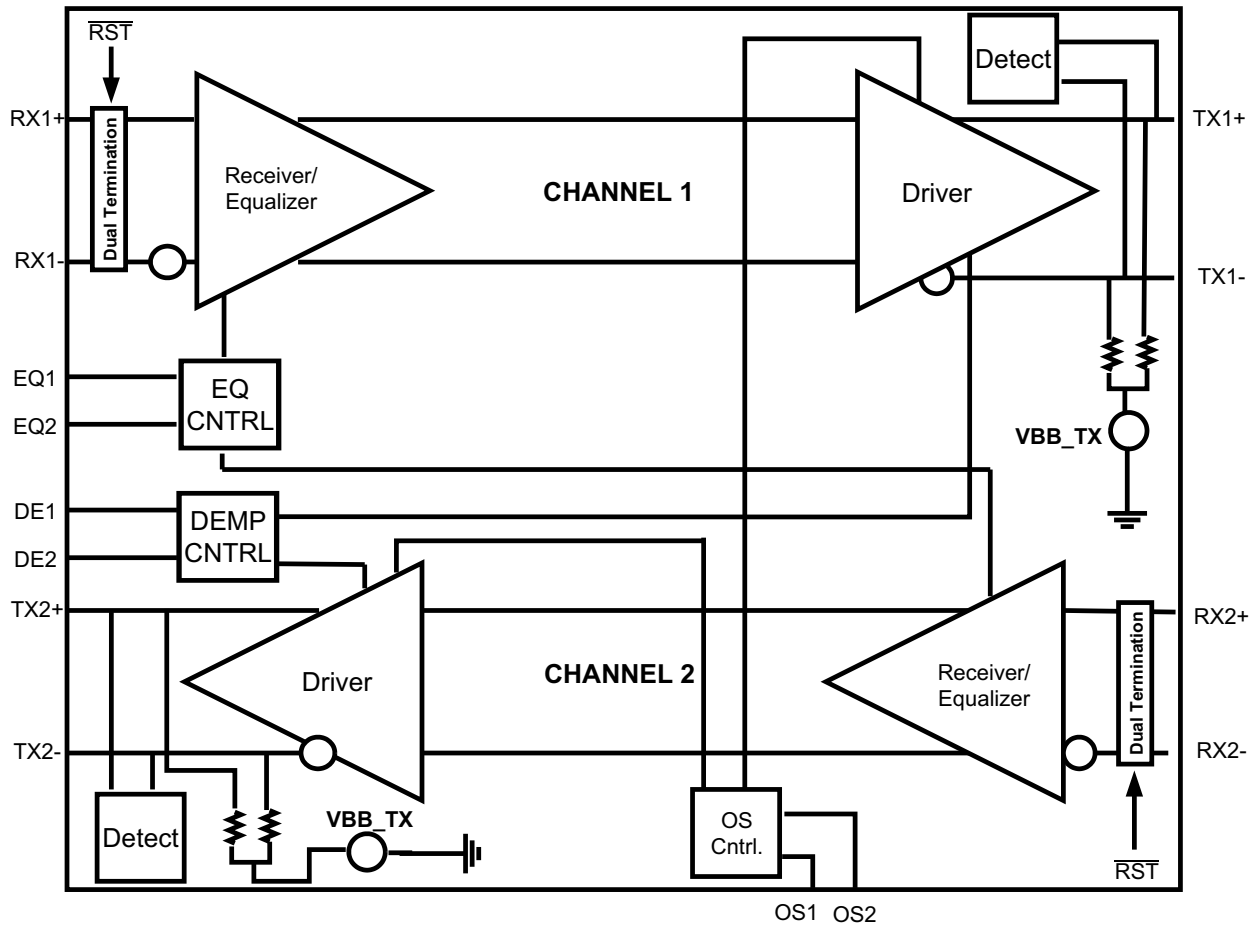 RST
Detect
RX1+
TX1+
Dual Termination
Receiver/
Equalizer
CHANNEL 1
Driver
RX1-
TX1-
EQ1
EQ
CNTRL
EQ2
VBB_TX
DE1
DEMP
CNTRL
DE2
TX2+
RX2+
Driver
CHANNEL 2
Receiver/
Equalizer
Dual Termination
TX2-
RX2-
Detect
VBB_TX
OS
Cntrl.
RST
OS1
OS2